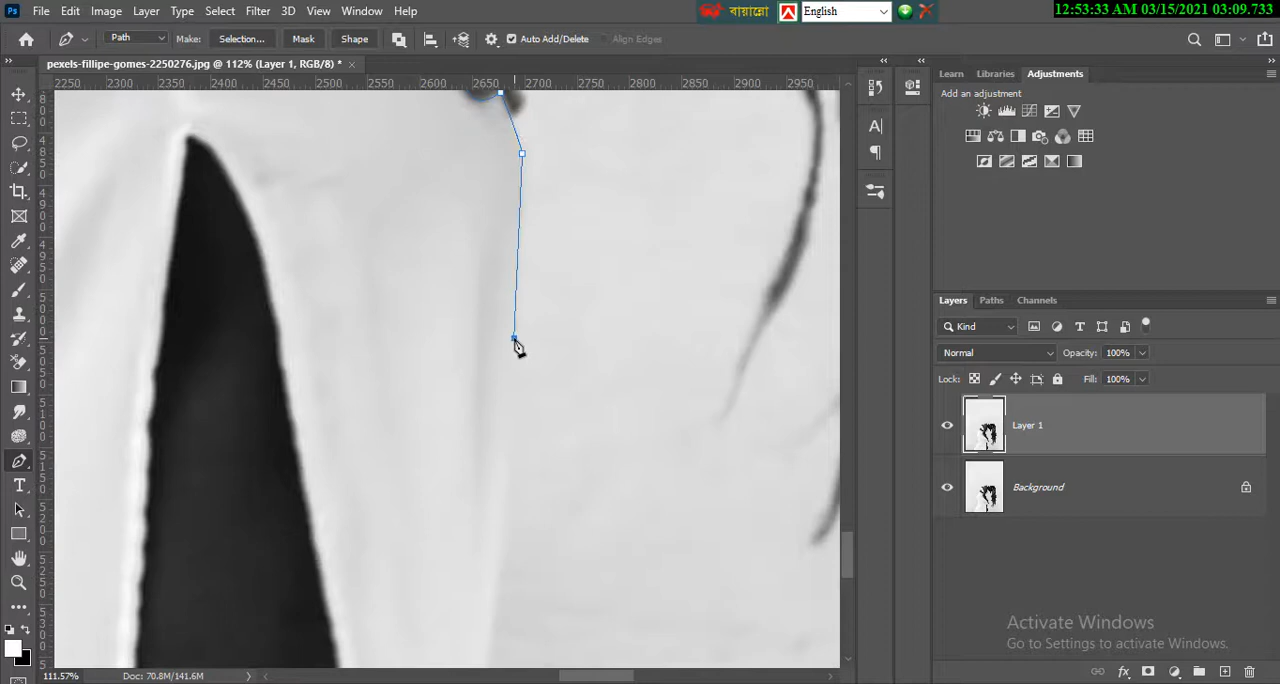 File Edit Image Layer Type Select Filter 3D View Window Help
বায়ান্নো English
12:53:33 AM 03/15/2021 03:09.733
Path Make: Selection... Mask Shape Auto Add/Delete Align Edges
pexels-fillipe-gomes-2250276.jpg @ 112% (Layer 1, RGB/8) *
2250 2300 2350 2400 2450 2500 2550 2600 2650 2700 2750 2800 2850 2900 2950
Learn Libraries Adjustments
Add an adjustment
Layers Paths Channels
Kind
Normal Opacity: 100%
Lock: Fill: 100%
Layer 1
Background
Activate Windows
Go to Settings to activate Windows.
111.57% Doc: 70.8M/141.6M